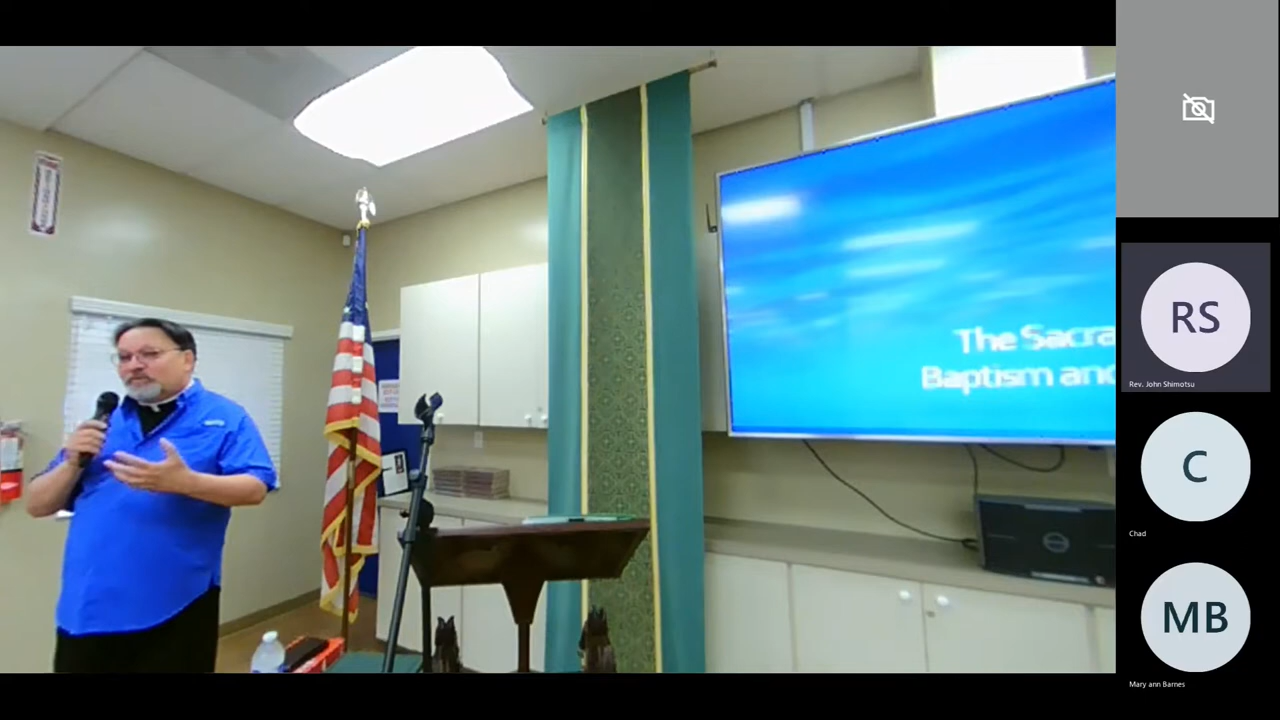 The Sacra
Baptism and
RS
Rev. John Shimotsu
C
Chad
MB
Mary ann Barnes